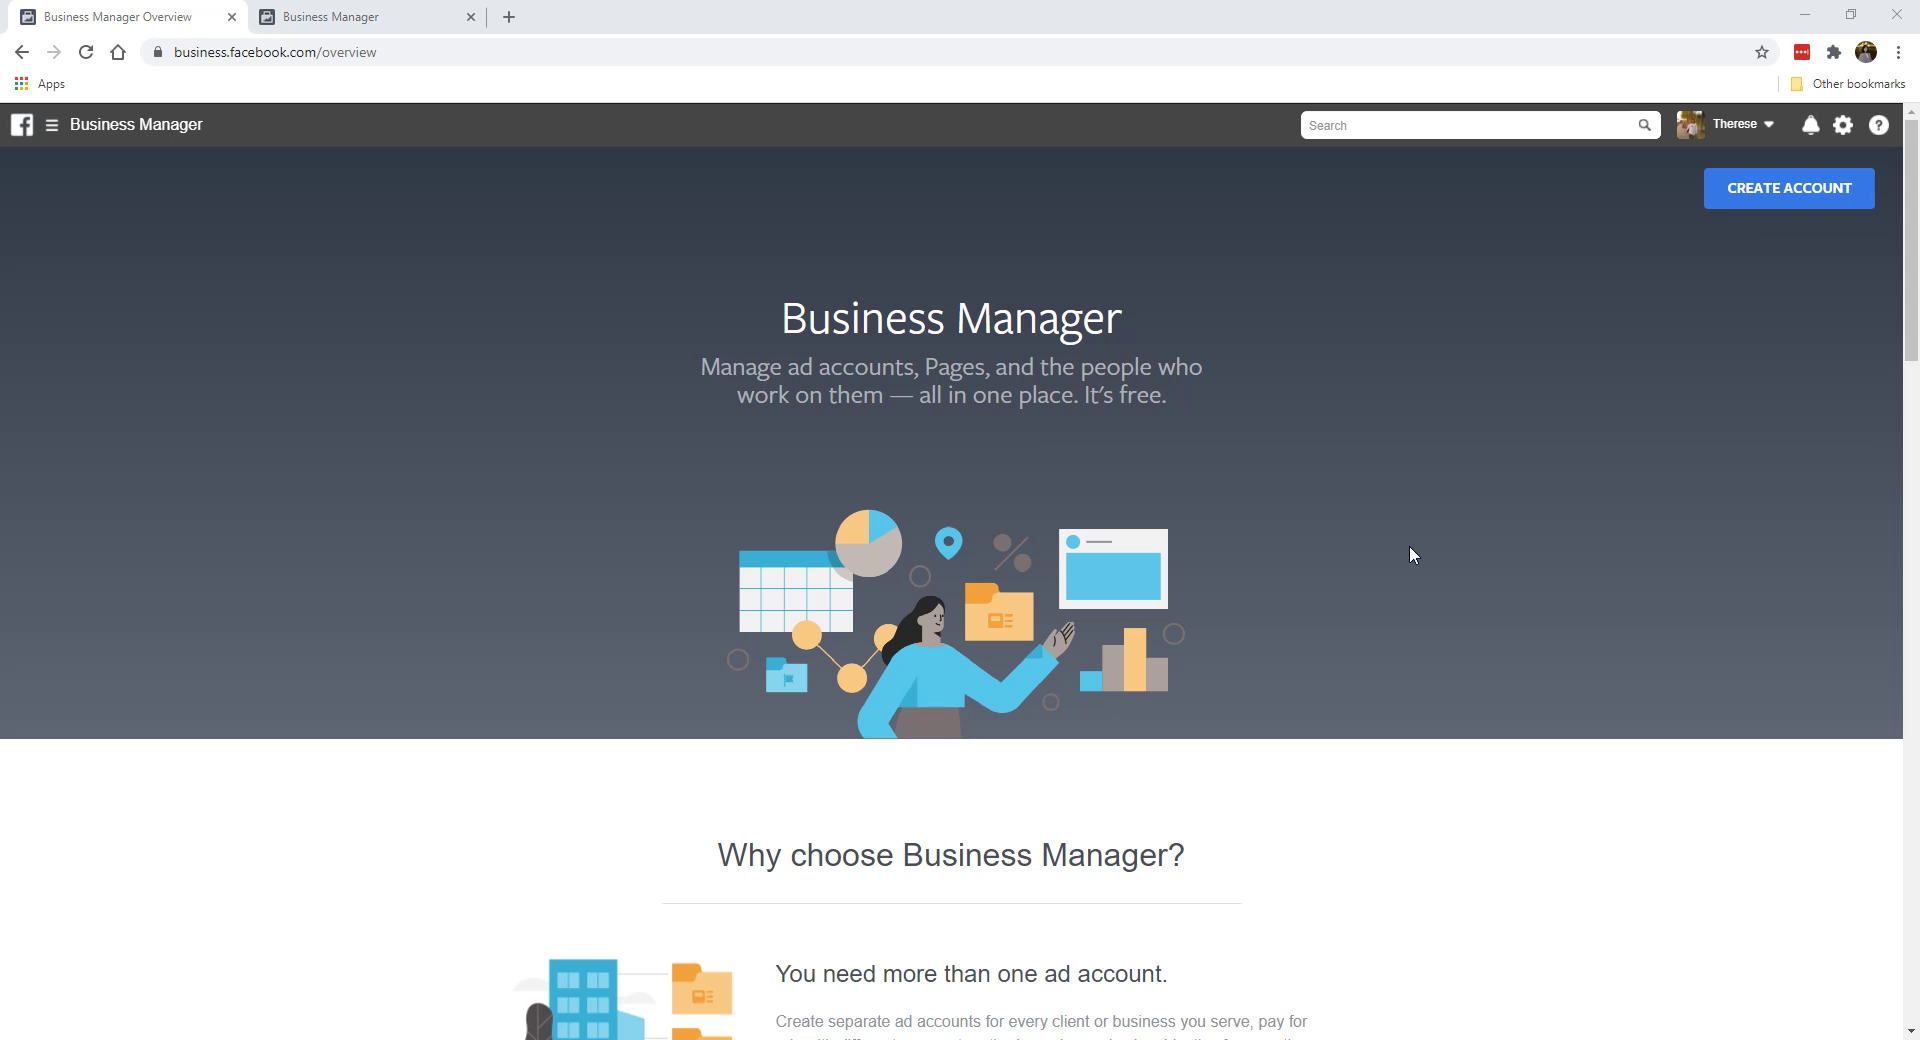 Business Manager Overview
Business Manager
business.facebook.com/overview
Apps
Other bookmarks
Business Manager
Search
Therese
CREATE ACCOUNT
Business Manager
Manage ad accounts, Pages, and the people who
work on them — all in one place. It's free.
Why choose Business Manager?
You need more than one ad account.
Create separate ad accounts for every client or business you serve, pay for